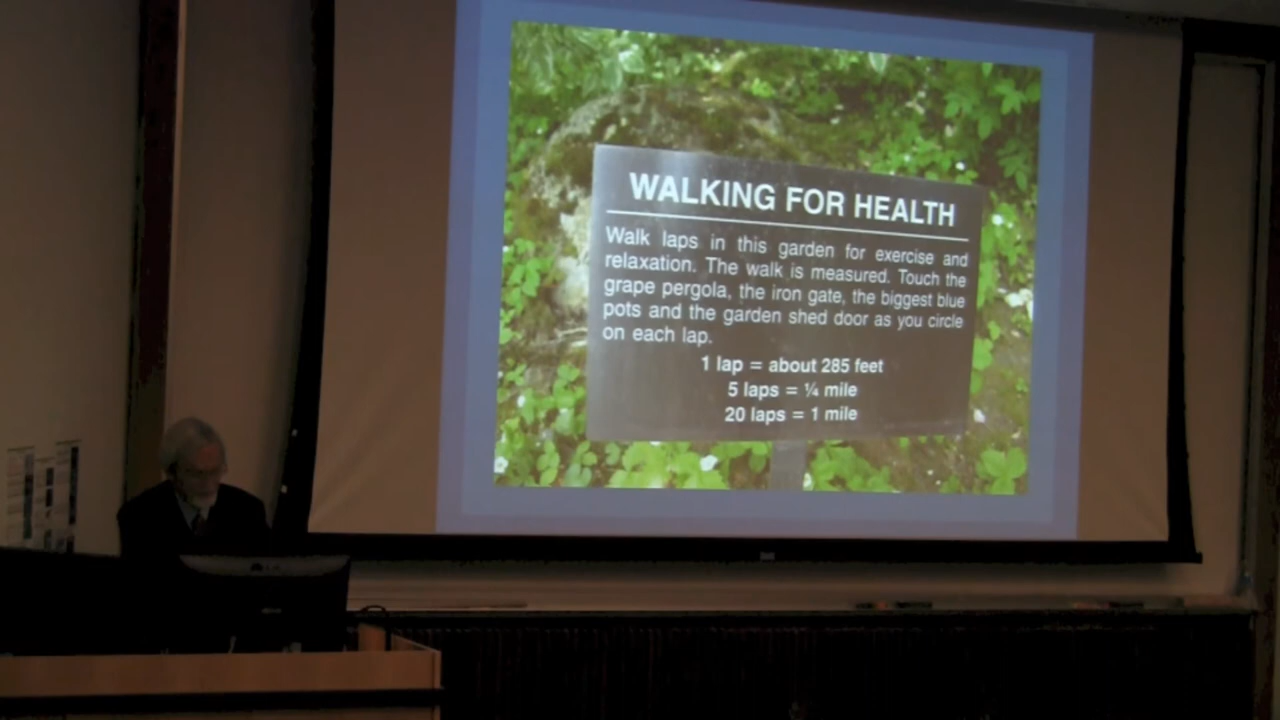 WALKING FOR HEALTH
Walk laps in this garden for exercise and
relaxation. The walk is measured. Touch the
grape pergola, the iron gate, the biggest blue
pots and the garden shed door as you circle
on each lap.
1 lap = about 285 feet
5 laps = ¼ mile
20 laps = 1 mile